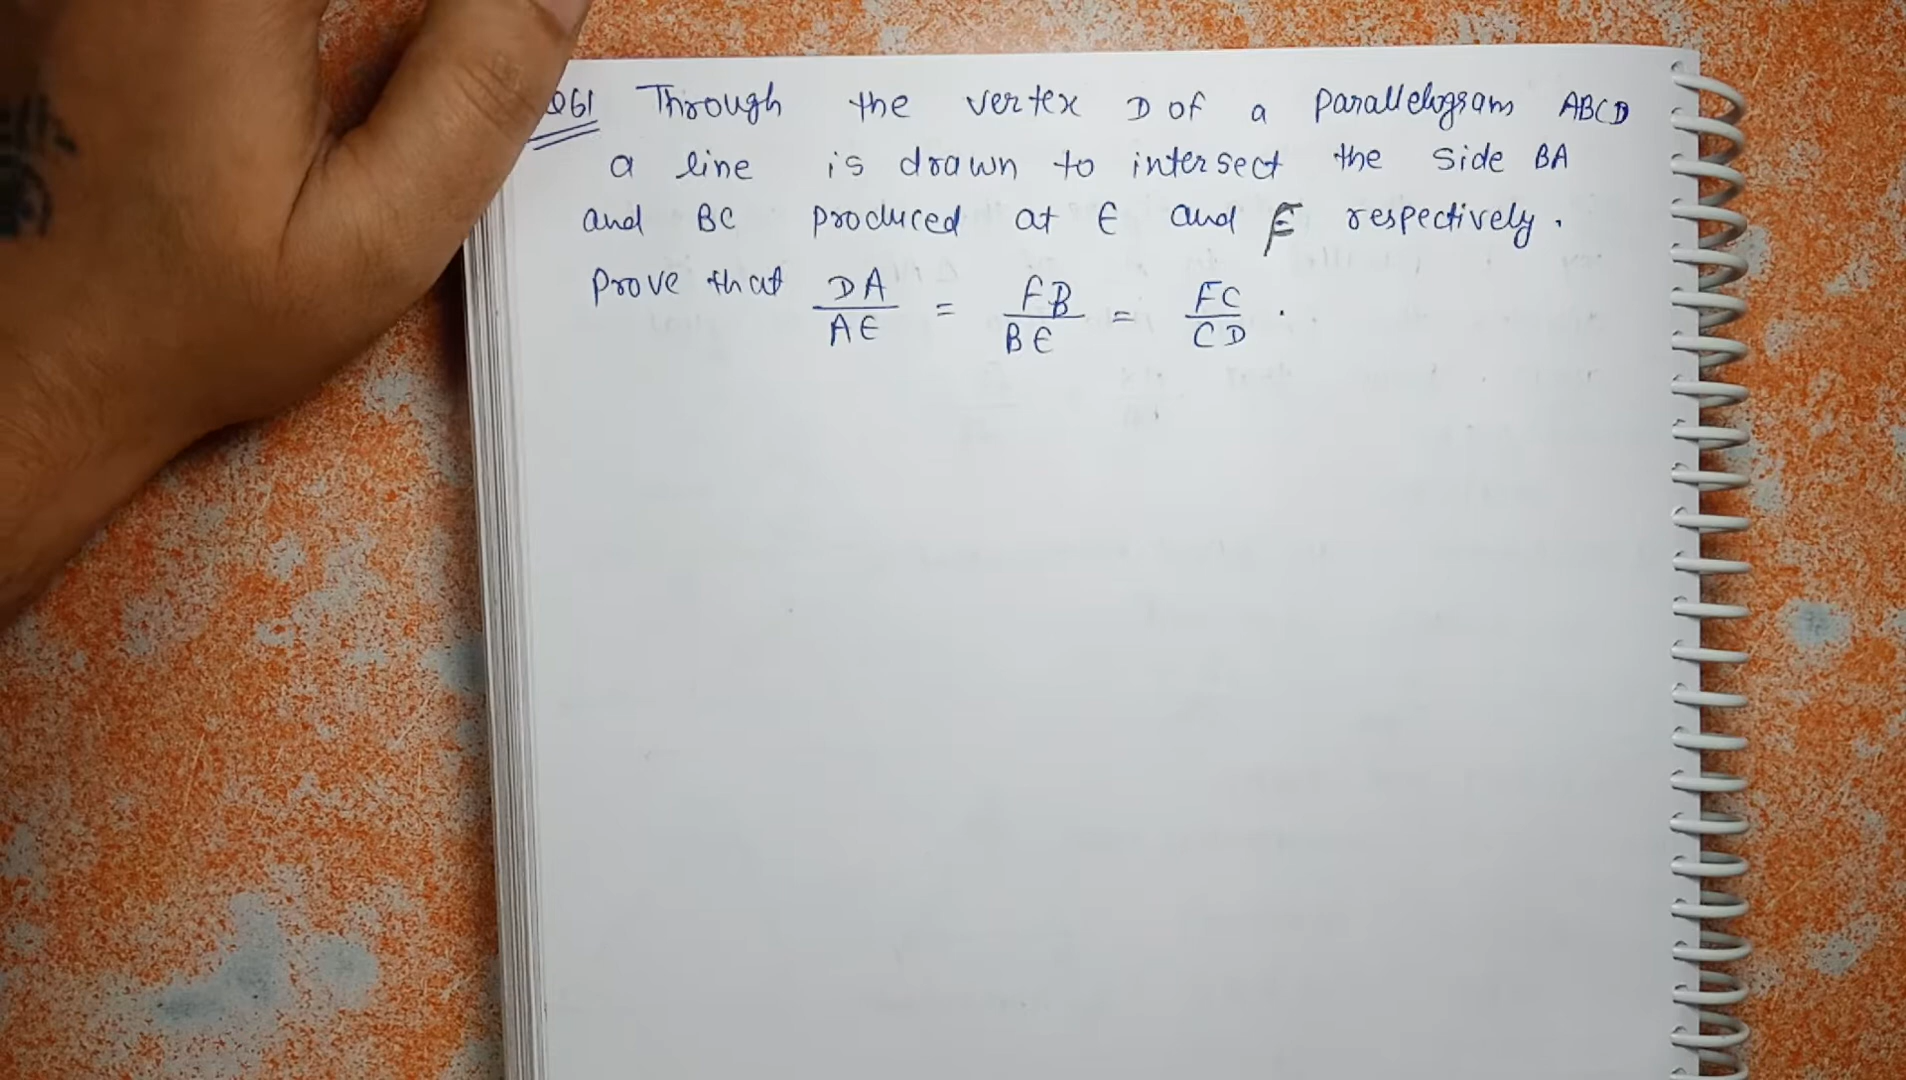 Q61 Through the vertex D of a parallelogram ABCD
a line is drawn to intersect the side BA
and BC produced at E and F respectively.
Prove that DA/AE = FB/BE = FC/CD .